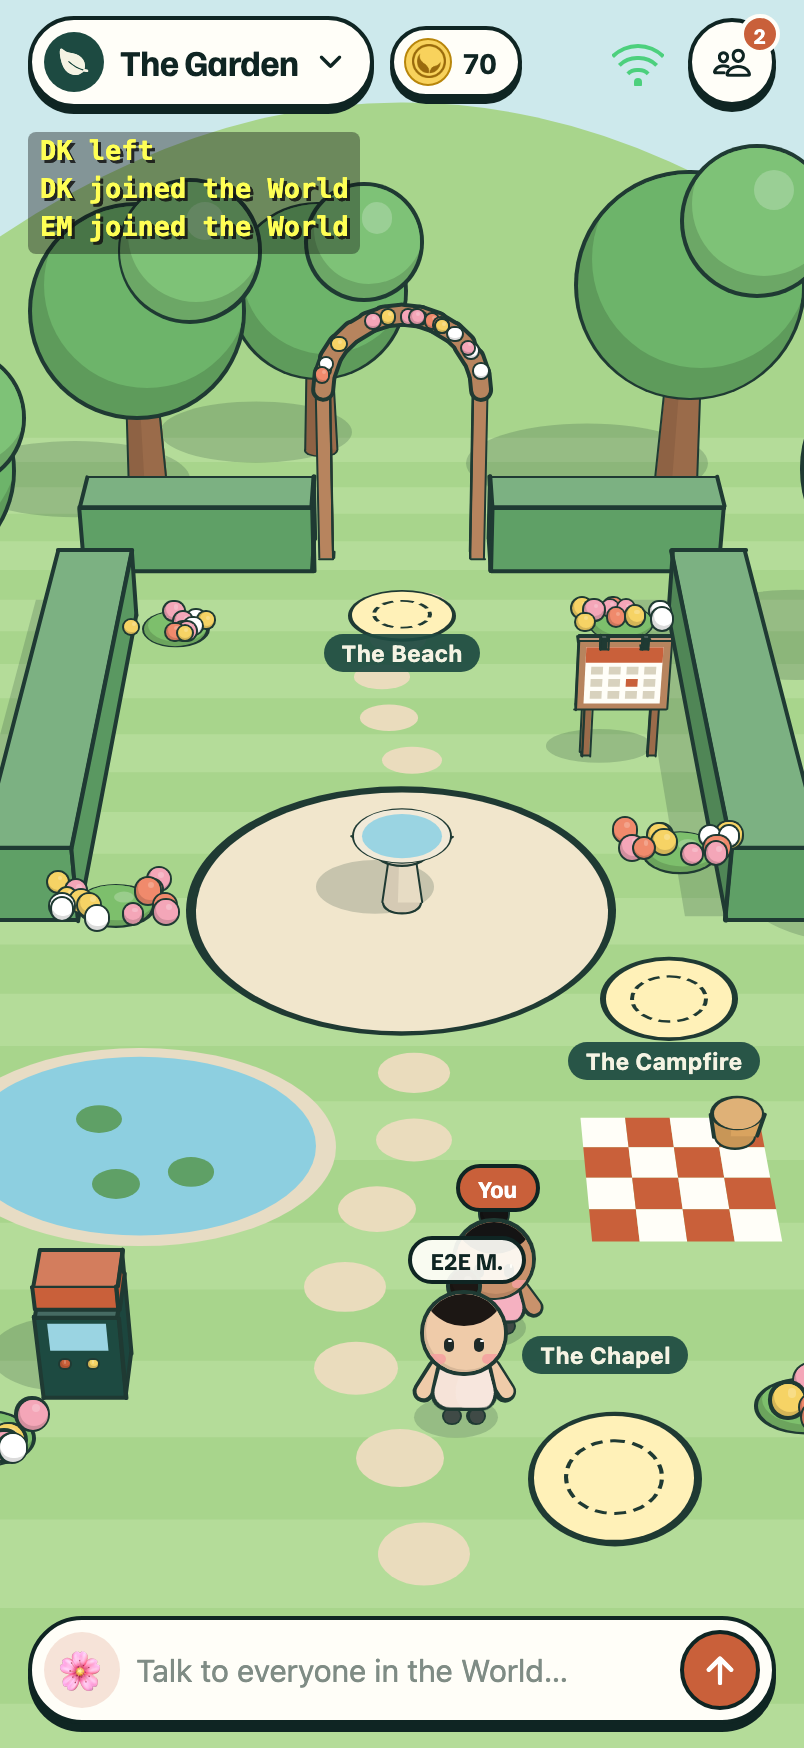 The Garden
70
2
DK left
DK joined the World
EM joined the World
The Beach
The Campfire
You
E2E M.
The Chapel
Talk to everyone in the World...